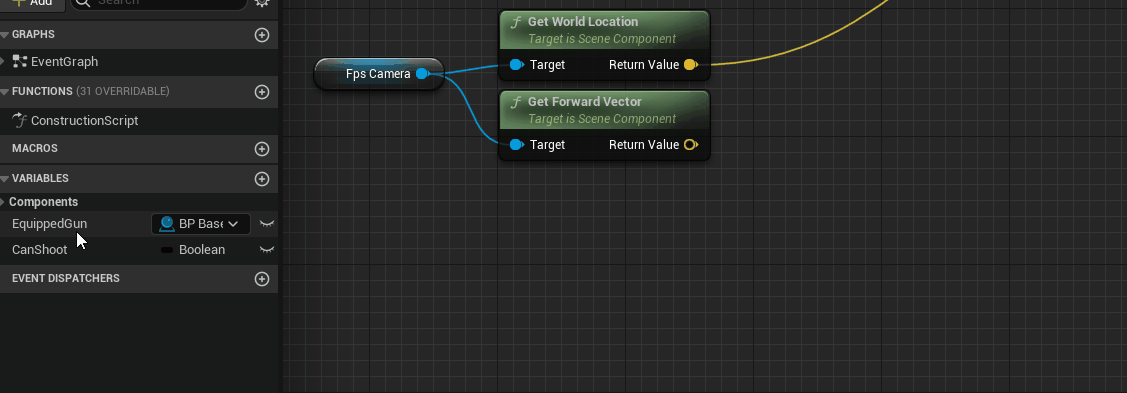 Add
Search
GRAPHS
EventGraph
FUNCTIONS (31 OVERRIDABLE)
ConstructionScript
MACROS
VARIABLES
Components
EquippedGun
BP Base
CanShoot
Boolean
EVENT DISPATCHERS
Fps Camera
f Get World Location
Target is Scene Component
Target Return Value
f Get Forward Vector
Target is Scene Component
Target Return Value